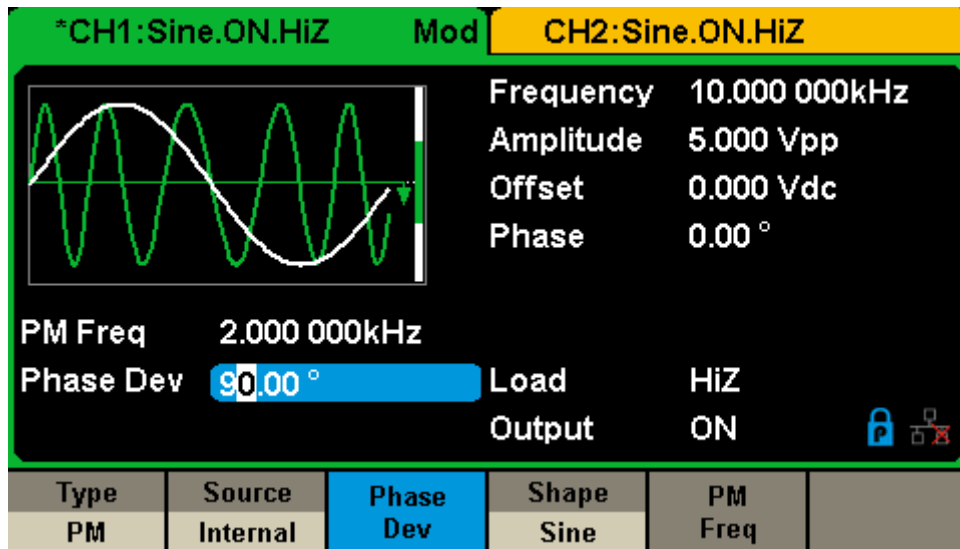 *CH1:Sine.ON.HiZ Mod CH2:Sine.ON.HiZ
Frequency 10.000 000kHz
Amplitude 5.000 Vpp
Offset 0.000 Vdc
Phase 0.00 °
PM Freq 2.000 000kHz
Phase Dev 90.00 °
Load HiZ
Output ON P
Type Source Phase Dev Shape PM Freq
PM Internal Sine